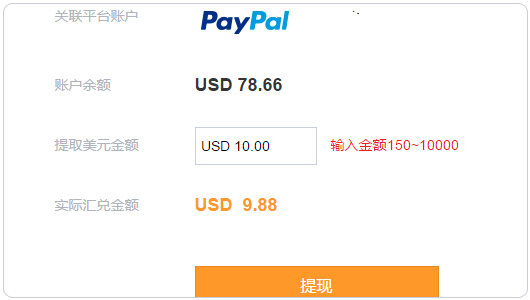 关联平台账户 PayPal
账户余额 USD 78.66
提取美元金额 USD 10.00 输入金额150~10000
实际汇兑金额 USD 9.88
提现